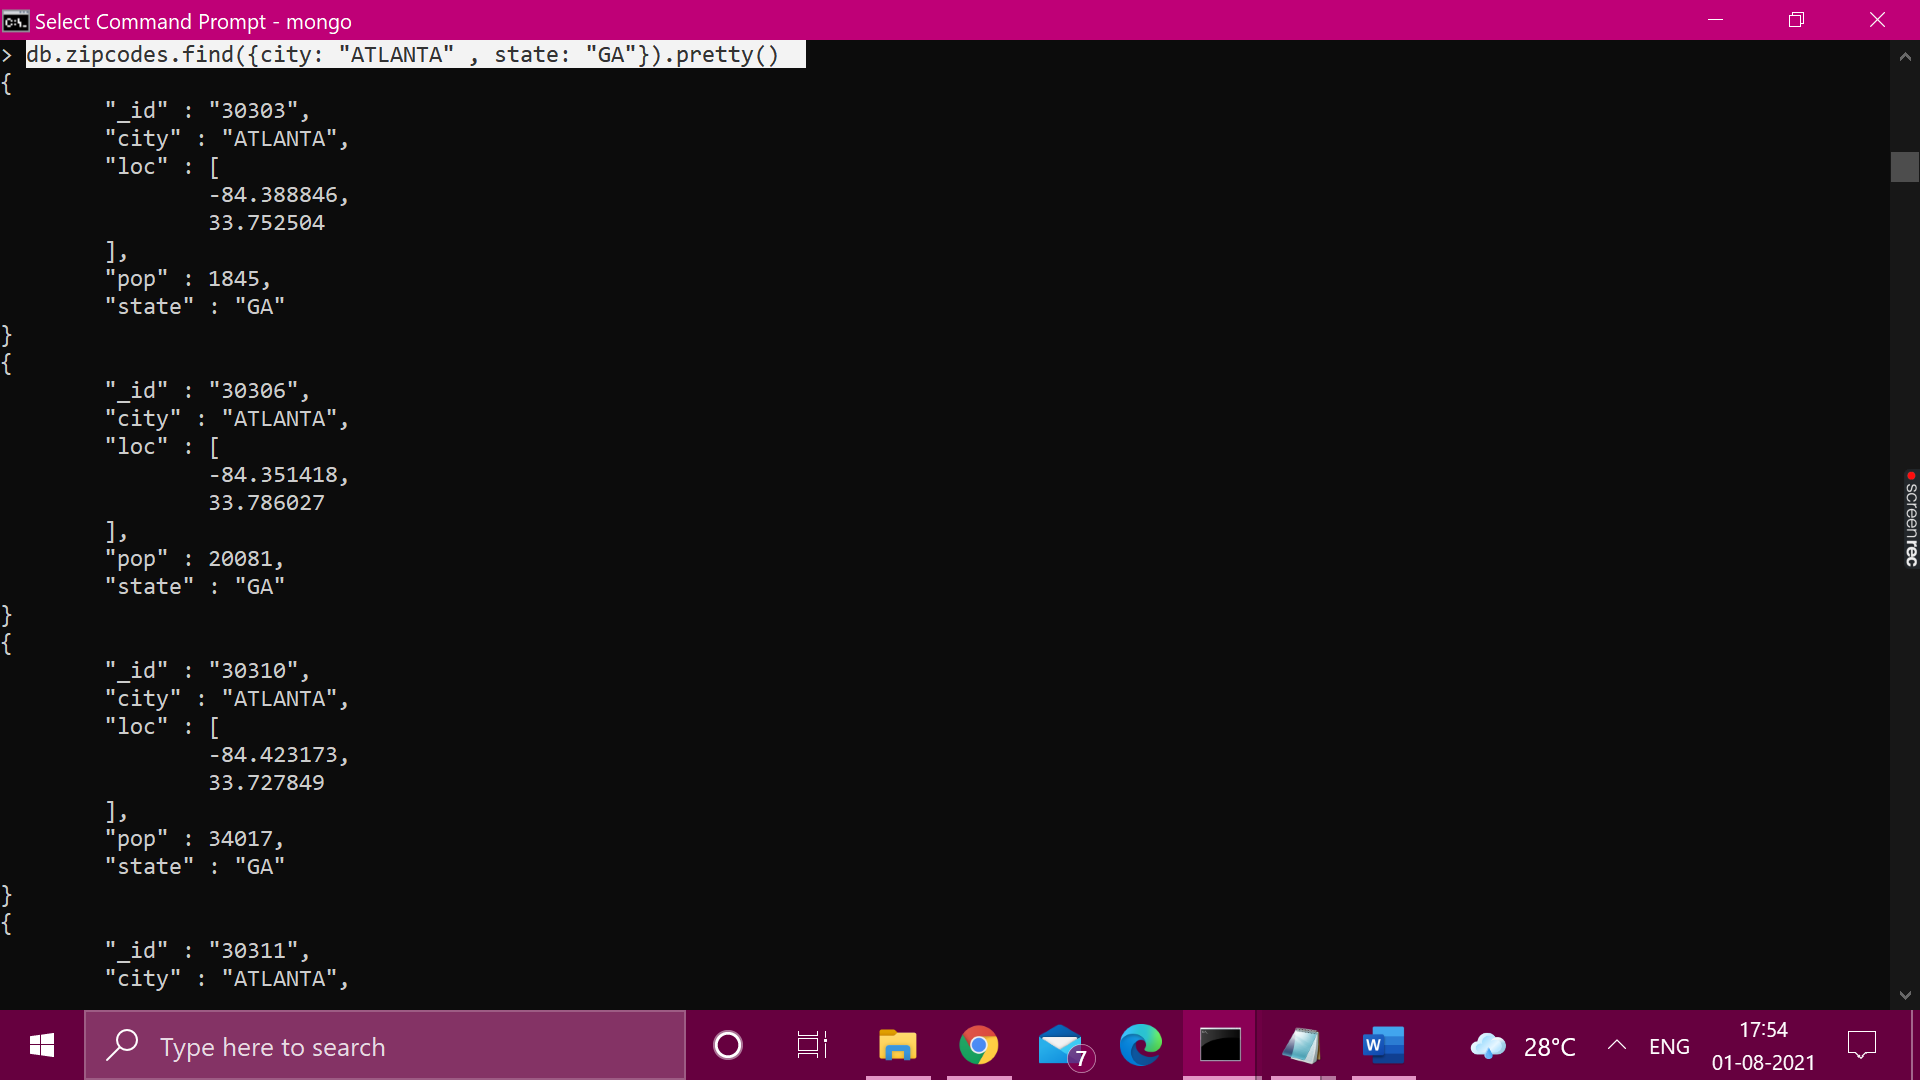 Select Command Prompt - mongo
> db.zipcodes.find({city: "ATLANTA" , state: "GA"}).pretty()
{
"_id" : "30303",
"city" : "ATLANTA",
"loc" : [
-84.388846,
33.752504
],
"pop" : 1845,
"state" : "GA"
}
{
"_id" : "30306",
"city" : "ATLANTA",
"loc" : [
-84.351418,
33.786027
],
"pop" : 20081,
"state" : "GA"
}
{
"_id" : "30310",
"city" : "ATLANTA",
"loc" : [
-84.423173,
33.727849
],
"pop" : 34017,
"state" : "GA"
}
{
"_id" : "30311",
"city" : "ATLANTA",
screenrec
Type here to search
7
W
28°C
ENG
17:54
01-08-2021